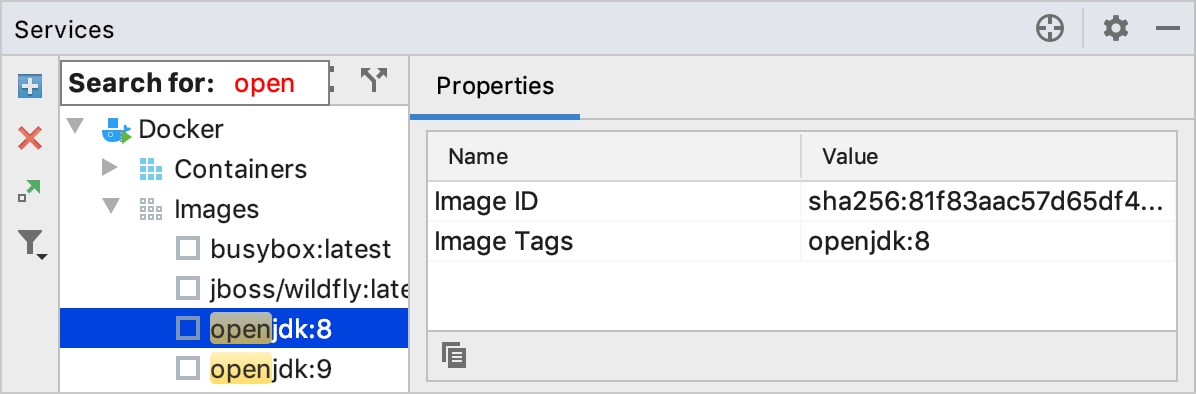 Services
Search for: open
Docker
Containers
Images
busybox:latest
jboss/wildfly:late
openjdk:8
openjdk:9
Properties
Name Value
Image ID sha256:81f83aac57d65df4...
Image Tags openjdk:8